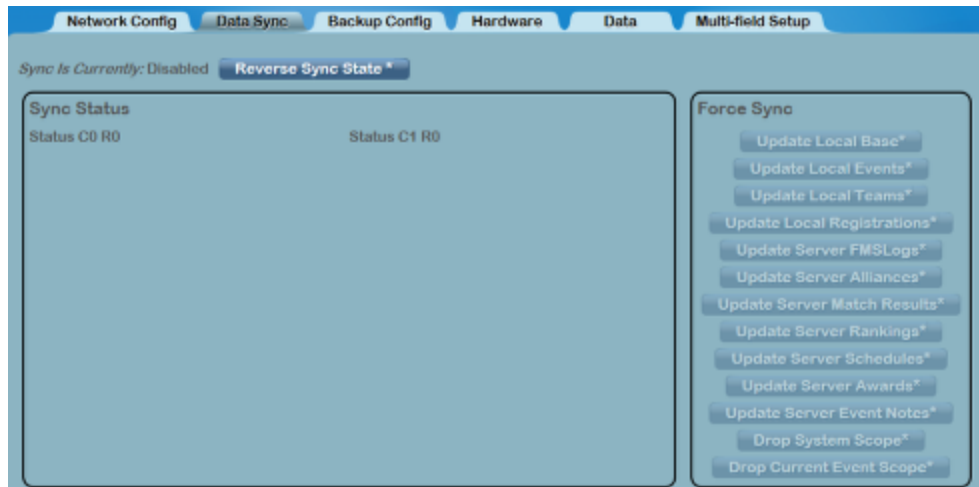 Network Config Data Sync Backup Config Hardware Data Multi-field Setup
Sync Is Currently: Disabled Reverse Sync State *
Sync Status
Status C0 R0 Status C1 R0
Force Sync
Update Local Base*
Update Local Events*
Update Local Teams*
Update Local Registrations*
Update Server FMSLogs*
Update Server Alliances*
Update Server Match Results*
Update Server Rankings*
Update Server Schedules*
Update Server Awards*
Update Server Event Notes*
Drop System Scope*
Drop Current Event Scope*